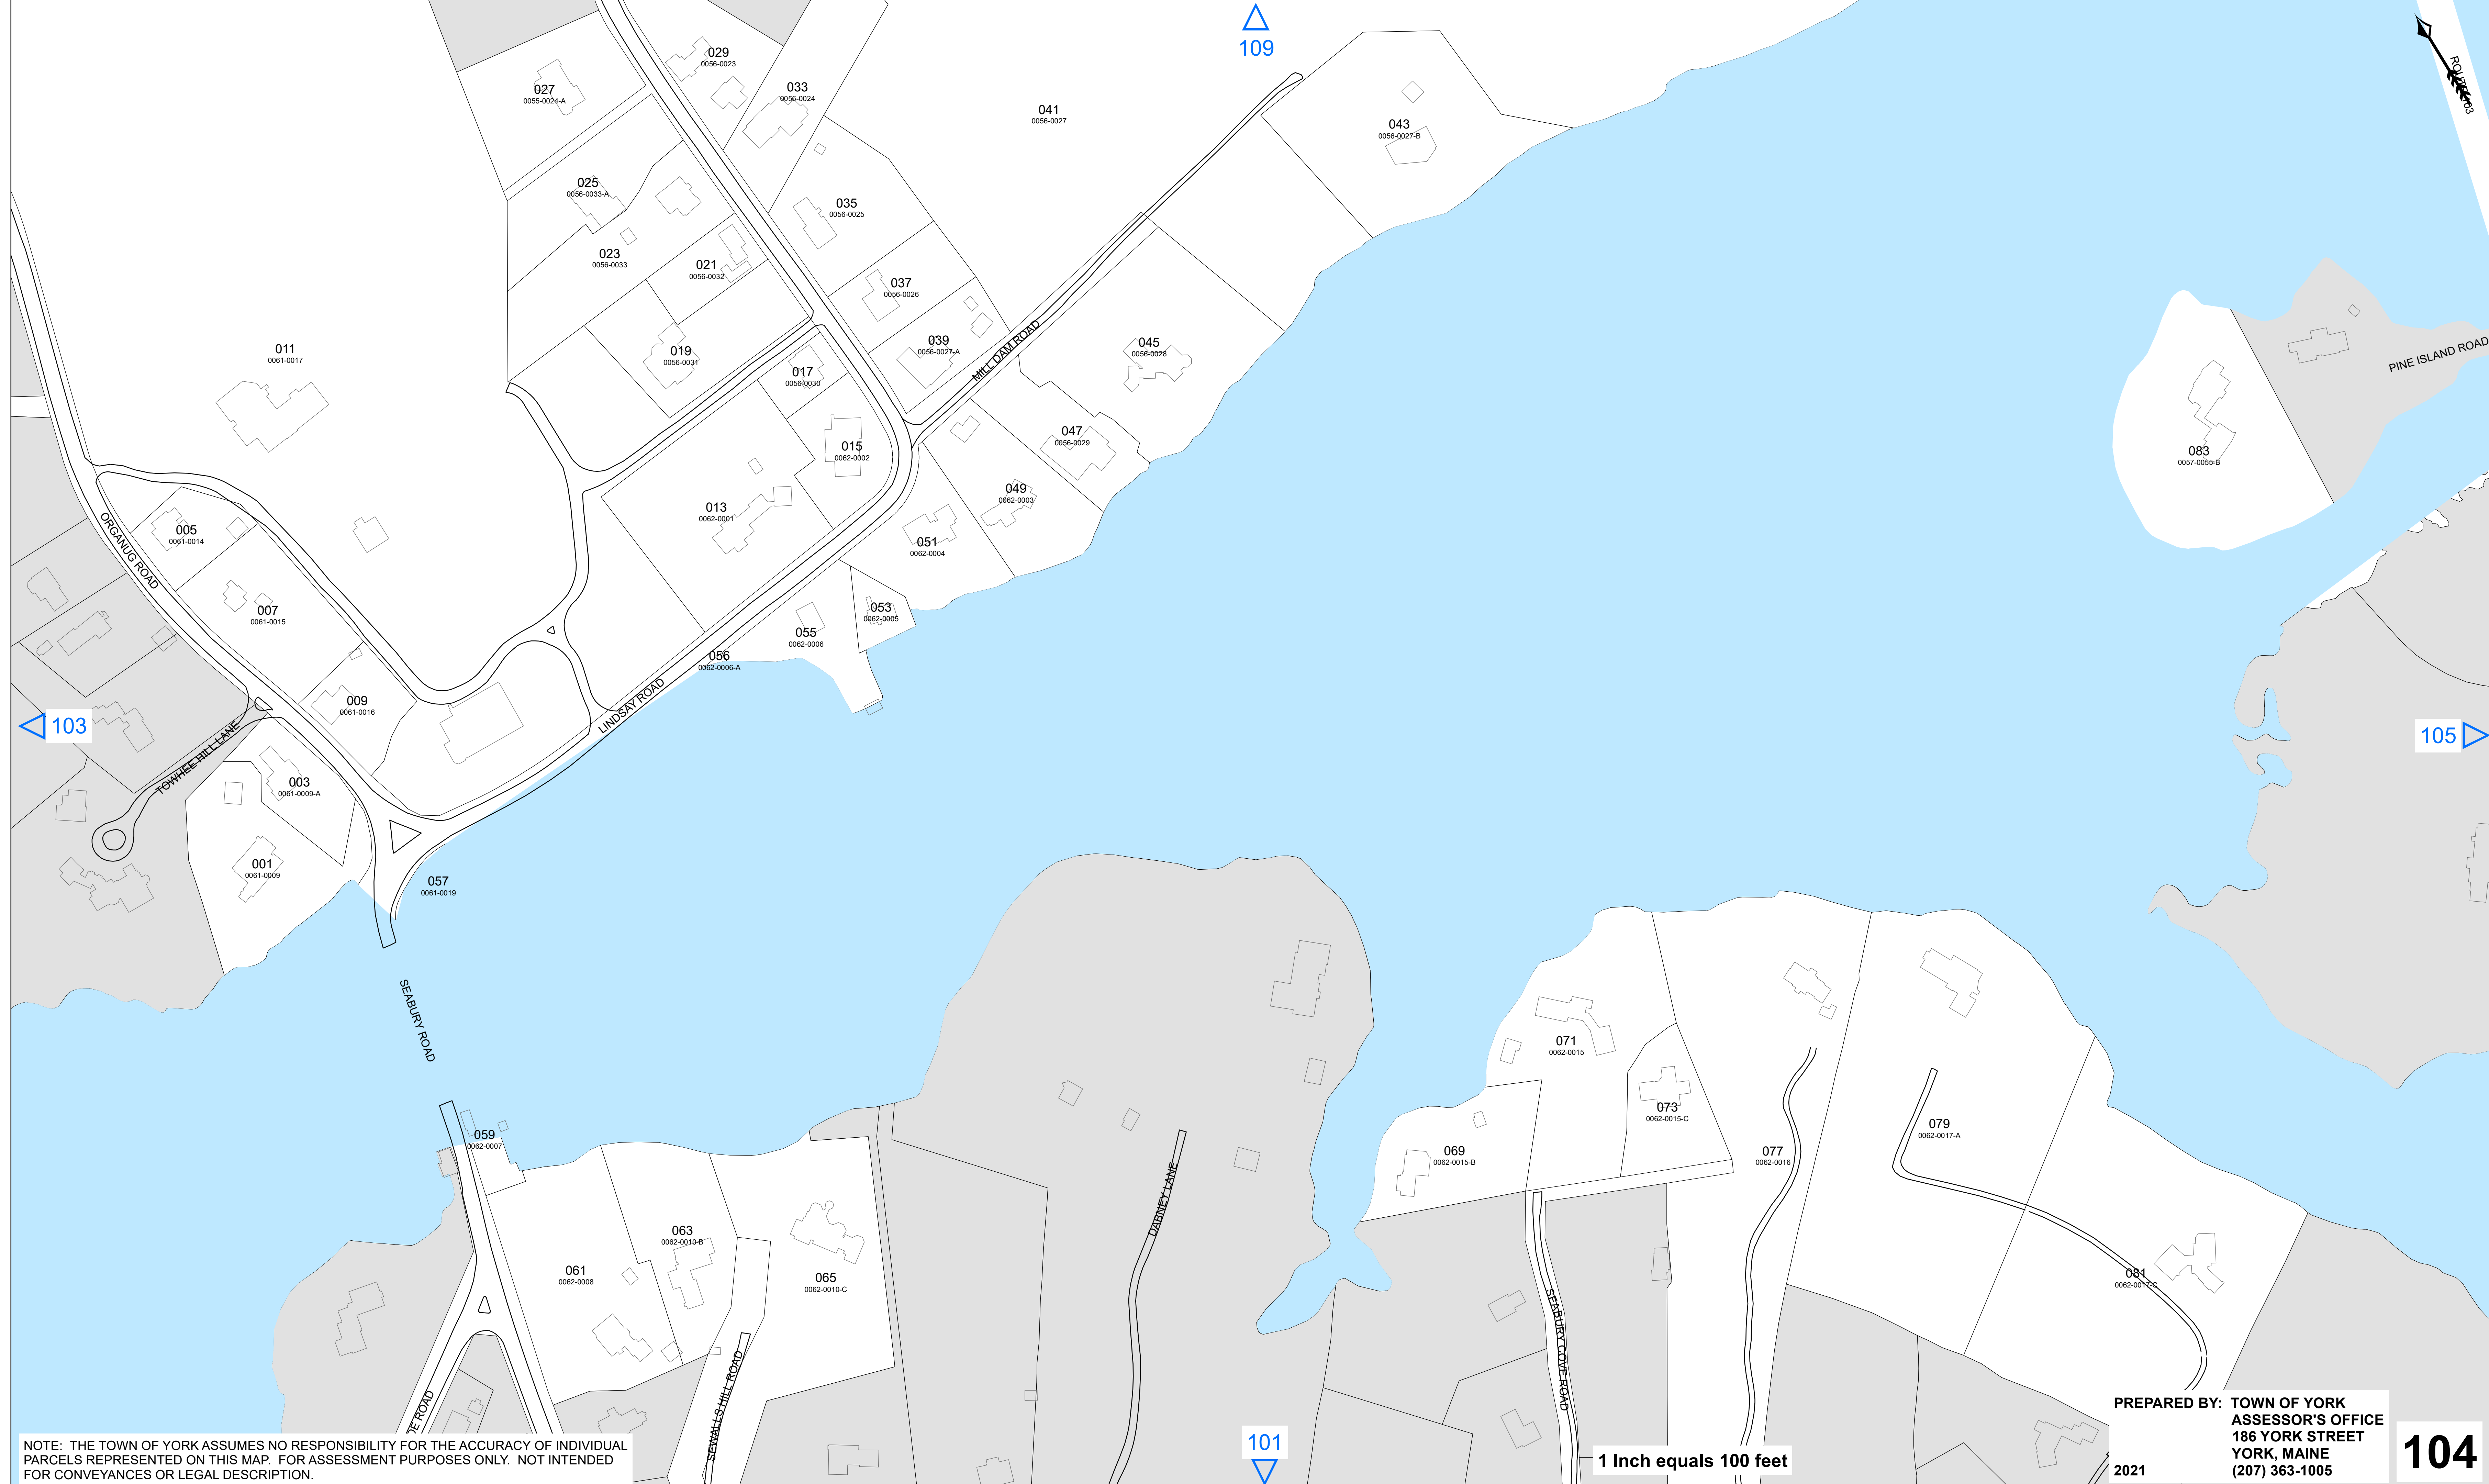 109
ROUTE 103
029
0056-0023
027
0055-0024-A
033
0056-0024
041
0056-0027
043
0056-0027-B
025
0056-0033-A
035
0056-0025
023
0056-0033
021
0056-0032
037
0056-0026
039
0056-0027-A
MILL DAM ROAD
045
0056-0028
011
0061-0017
019
0056-0031
017
0056-0030
PINE ISLAND ROAD
015
0062-0002
047
0056-0029
083
0057-0055-B
013
0062-0001
049
0062-0003
005
0061-0014
ORGANUG ROAD
051
0062-0004
007
0061-0015
053
0062-0005
055
0062-0006
056
0062-0006-A
LINDSAY ROAD
009
0061-0016
103
105
TOWHEE HILL LANE
003
0061-0009-A
001
0061-0009
057
0061-0019
SEABURY ROAD
071
0062-0015
073
0062-0015-C
059
0062-0007
079
0062-0017-A
069
0062-0015-B
077
0062-0016
DABNEY LANE
063
0062-0010-B
061
0062-0008
065
0062-0010-C
081
0062-0017-C
SEABURY COVE ROAD
SEWALLS HILL ROAD
DE ROAD
101
1 Inch equals 100 feet
NOTE: THE TOWN OF YORK ASSUMES NO RESPONSIBILITY FOR THE ACCURACY OF INDIVIDUAL
PARCELS REPRESENTED ON THIS MAP. FOR ASSESSMENT PURPOSES ONLY. NOT INTENDED
FOR CONVEYANCES OR LEGAL DESCRIPTION.
PREPARED BY: TOWN OF YORK
ASSESSOR'S OFFICE
186 YORK STREET
YORK, MAINE
2021 (207) 363-1005
104